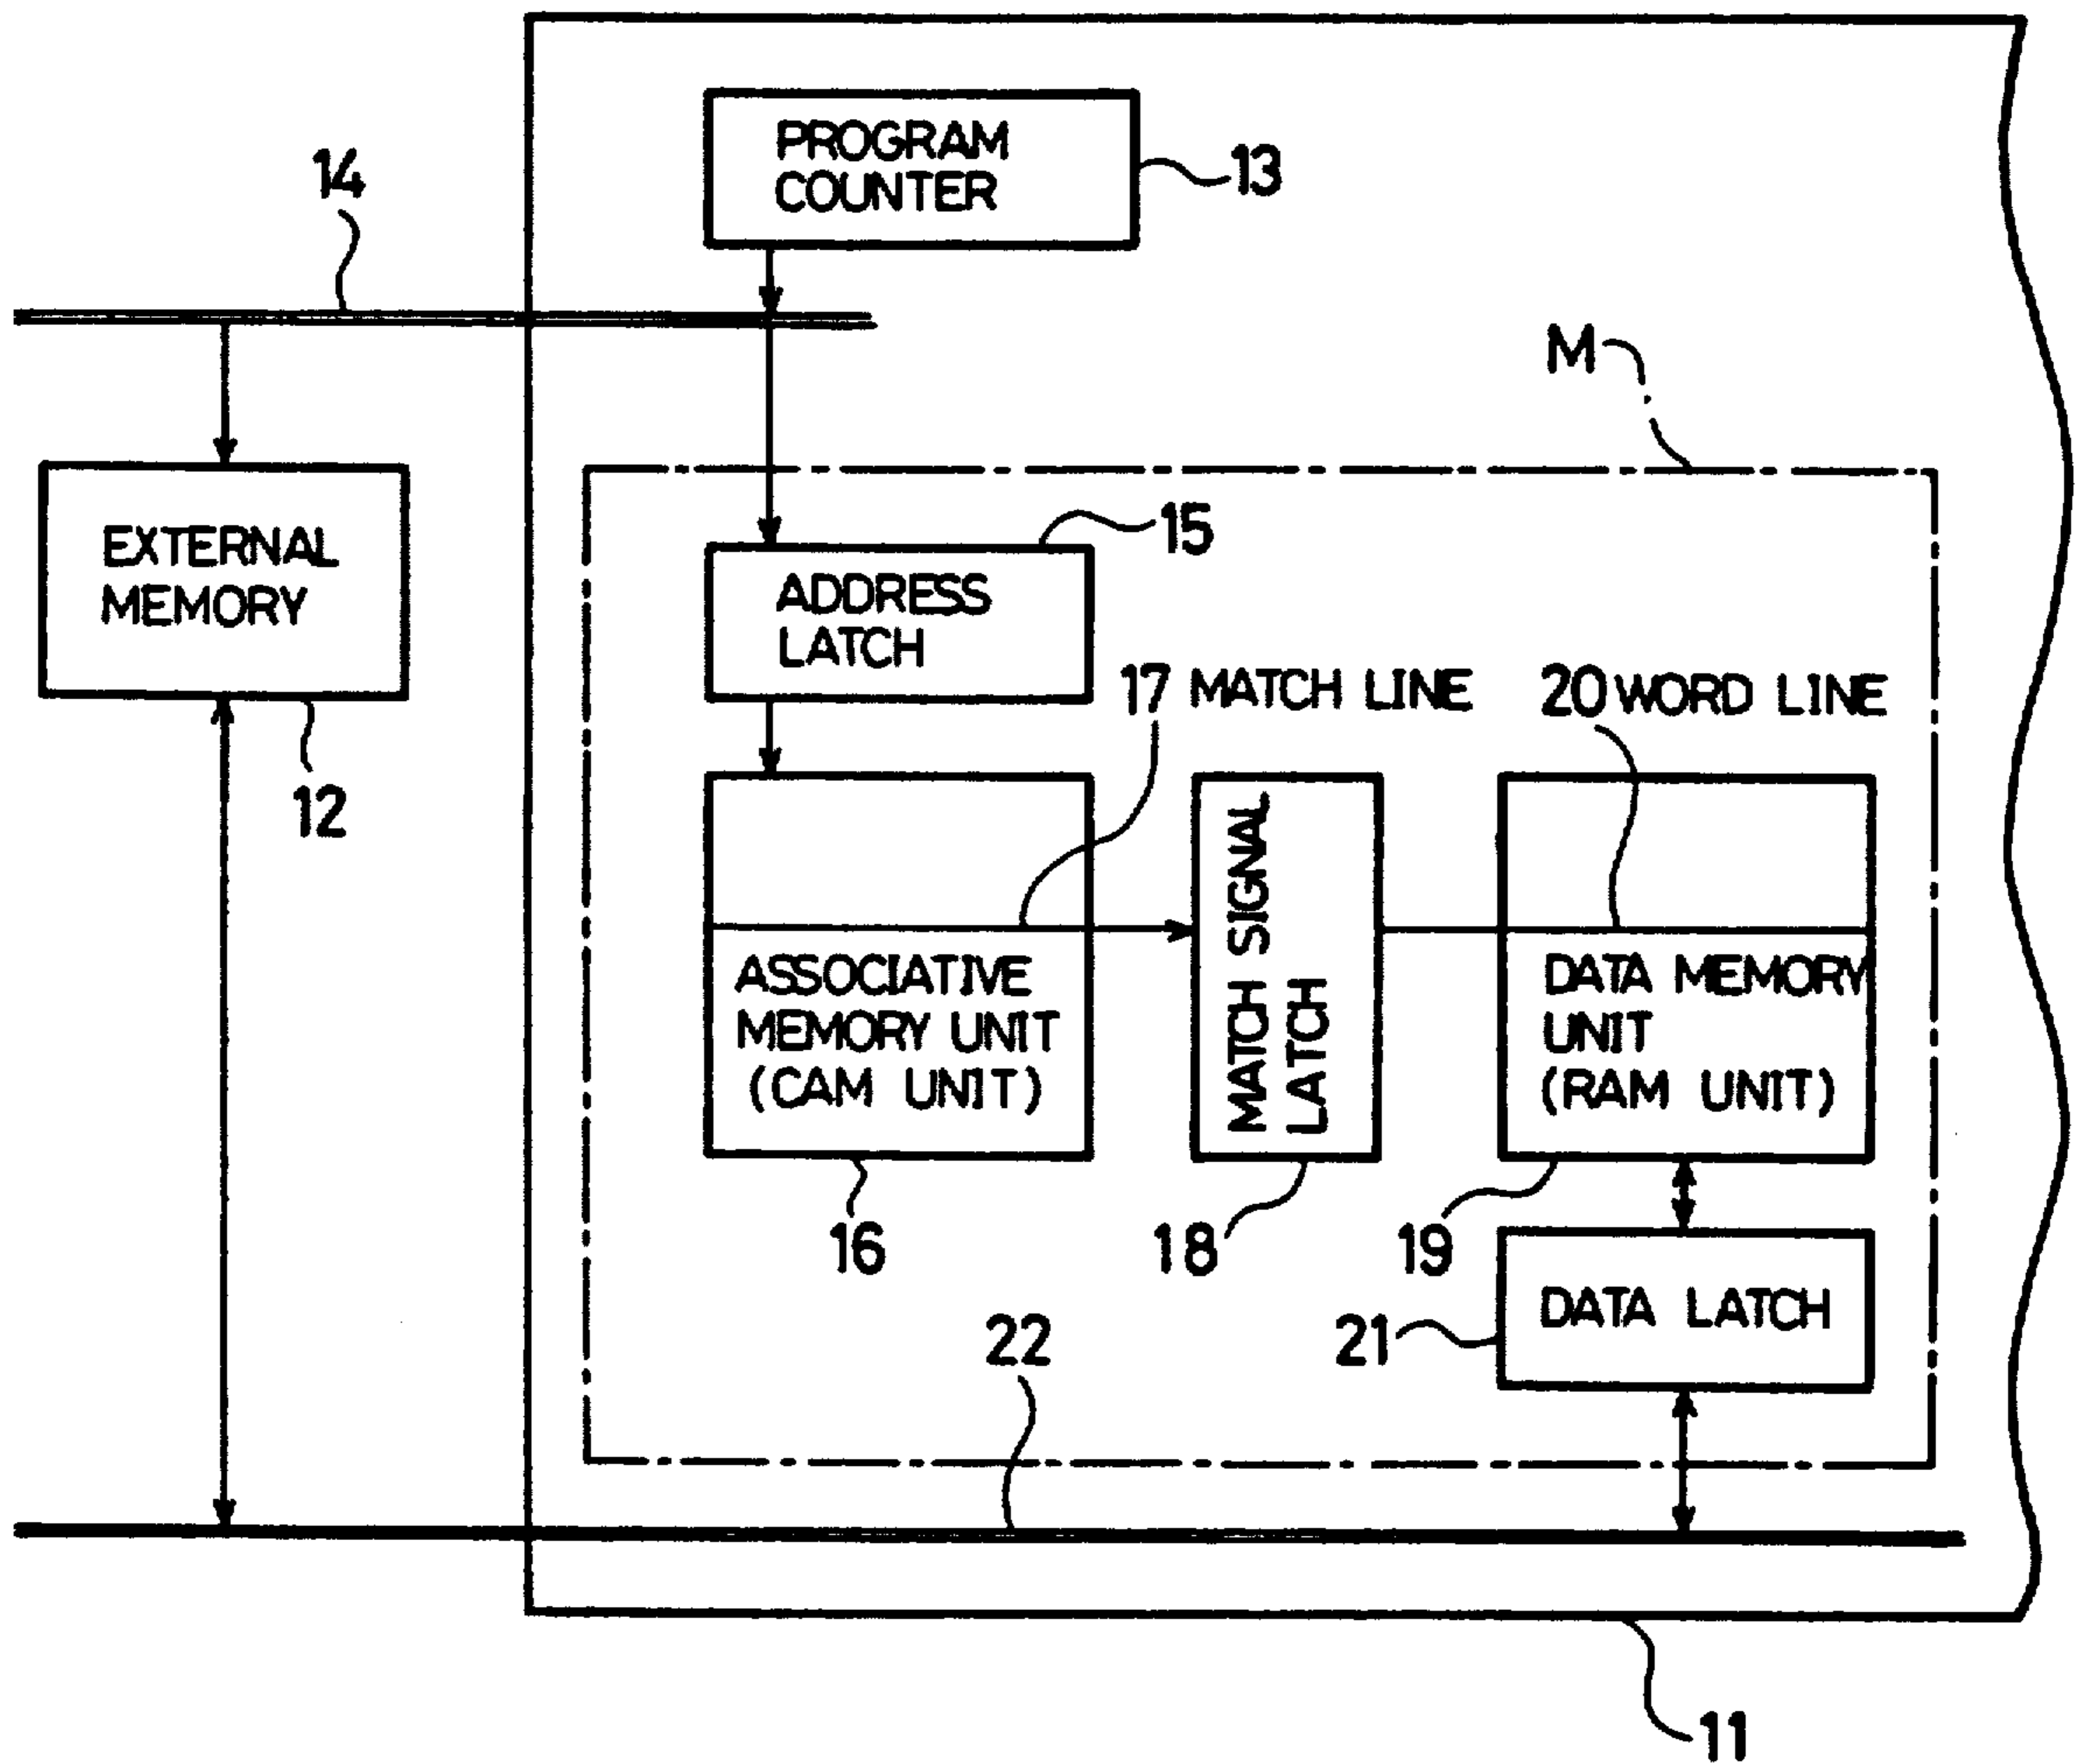 PROGRAM
COUNTER
13
14
M
EXTERNAL
MEMORY
12
15
ADDRESS
LATCH
17 MATCH LINE
20 WORD LINE
ASSOCIATIVE
MEMORY UNIT
(CAM UNIT)
16
MATCH SIGNAL
LATCH
18
DATA MEMORY
UNIT
(RAM UNIT)
19
DATA LATCH
21
22
11